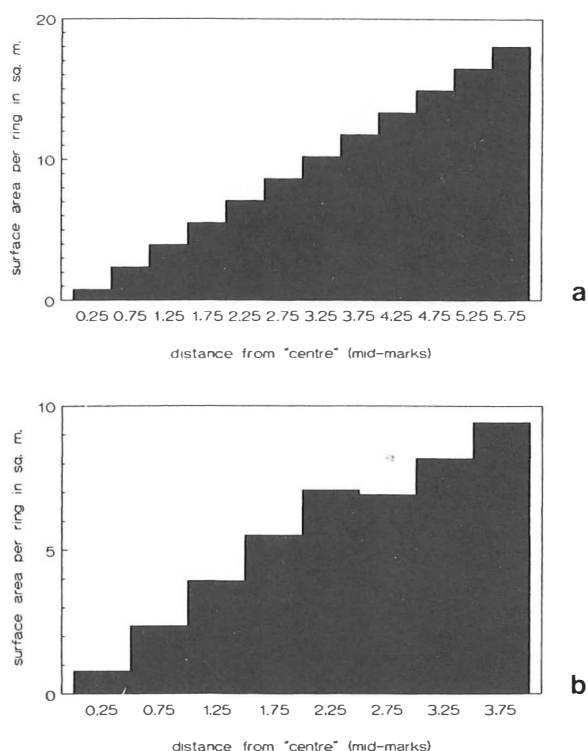 surface area per ring in sq. m.
20
10
0
0.25 0.75 1.25 1.75 2.25 2.75 3.25 3.75 4.25 4.75 5.25 5.75
distance from "centre" (mid-marks)
a
surface area per ring in sq. m.
10
5
0
0.25 0.75 1.25 1.75 2.25 2.75 3.25 3.75
distance from "centre" (mid-marks)
b